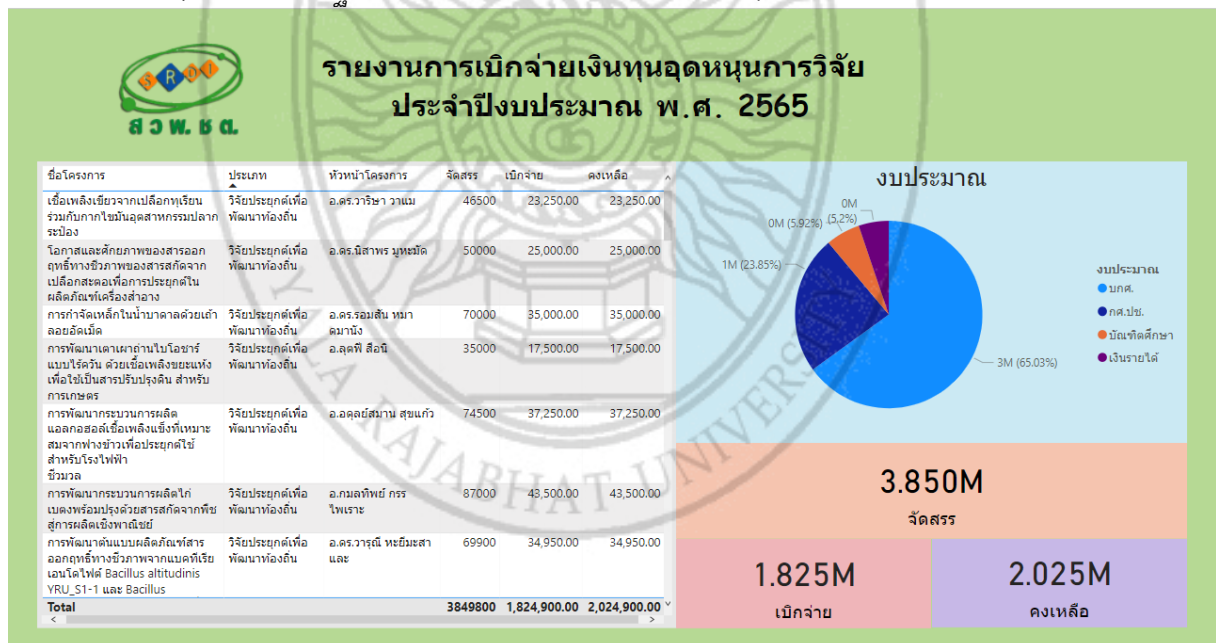 SRDI
สวพ.ชต.
รายงานการเบิกจ่ายเงินทุนอุดหนุนการวิจัย
ประจำปีงบประมาณ พ.ศ. 2565
ชื่อโครงการ ประเภท หัวหน้าโครงการ จัดสรร เบิกจ่าย คงเหลือ
เชื้อเพลิงเขียวจากเปลือกทุเรียน วิจัยประยุกต์เพื่อ อ.ดร.วาริษา วาแม 46500 23,250.00 23,250.00
ร่วมกับกากไขมันอุตสาหกรรมปลาก พัฒนาท้องถิ่น
ระป๋อง
โอกาสและศักยภาพของสารออก วิจัยประยุกต์เพื่อ อ.ดร.นิสาพร มูหะมัด 50000 25,000.00 25,000.00
ฤทธิ์ทางชีวภาพของสารสกัดจาก พัฒนาท้องถิ่น
เปลือกสะตอเพื่อการประยุกต์ใน
ผลิตภัณฑ์เครื่องสำอาง
การกำจัดเหล็กในน้ำบาดาลด้วยเถ้า วิจัยประยุกต์เพื่อ อ.ดร.รอมสัน หมา 70000 35,000.00 35,000.00
ลอยอัดเม็ด พัฒนาท้องถิ่น ดมานัง
การพัฒนาเตาเผาถ่านไบโอชาร์ วิจัยประยุกต์เพื่อ อ.ลุตฟี สือนิ 35000 17,500.00 17,500.00
แบบไร้ควัน ด้วยเชื้อเพลิงขยะแห้ง พัฒนาท้องถิ่น
เพื่อใช้เป็นสารปรับปรุงดิน สำหรับ
การเกษตร
การพัฒนากระบวนการผลิต วิจัยประยุกต์เพื่อ อ.อดุลย์สมาน สุขแก้ว 74500 37,250.00 37,250.00
แอลกอฮอล์เชื้อเพลิงแข็งที่เหมาะ พัฒนาท้องถิ่น
สมจากฟางข้าวเพื่อประยุกต์ใช้
สำหรับโรงไฟฟ้า
ชีวมวล
การพัฒนากระบวนการผลิตไก่ วิจัยประยุกต์เพื่อ อ.กมลทิพย์ กรร 87000 43,500.00 43,500.00
เบตงพร้อมปรุงด้วยสารสกัดจากพืช พัฒนาท้องถิ่น ไพเราะ
สู่การผลิตเชิงพาณิชย์
การพัฒนาต้นแบบผลิตภัณฑ์สาร วิจัยประยุกต์เพื่อ อ.ดร.วารุณี หะยีมะสา 69900 34,950.00 34,950.00
ออกฤทธิ์ทางชีวภาพจากแบคทีเรีย พัฒนาท้องถิ่น และ
เอนโดไฟต์ Bacillus altitudinis
YRU_S1-1 และ Bacillus
Total 3849800 1,824,900.00 2,024,900.00
งบประมาณ
0M
(5.2%)
0M (5.92%)
1M (23.85%)
3M (65.03%)
งบประมาณ
บกศ.
กศ.ปช.
บัณฑิตศึกษา
เงินรายได้
3.850M
จัดสรร
1.825M
เบิกจ่าย
2.025M
คงเหลือ
LA RAJABHAT UNIVERSIT